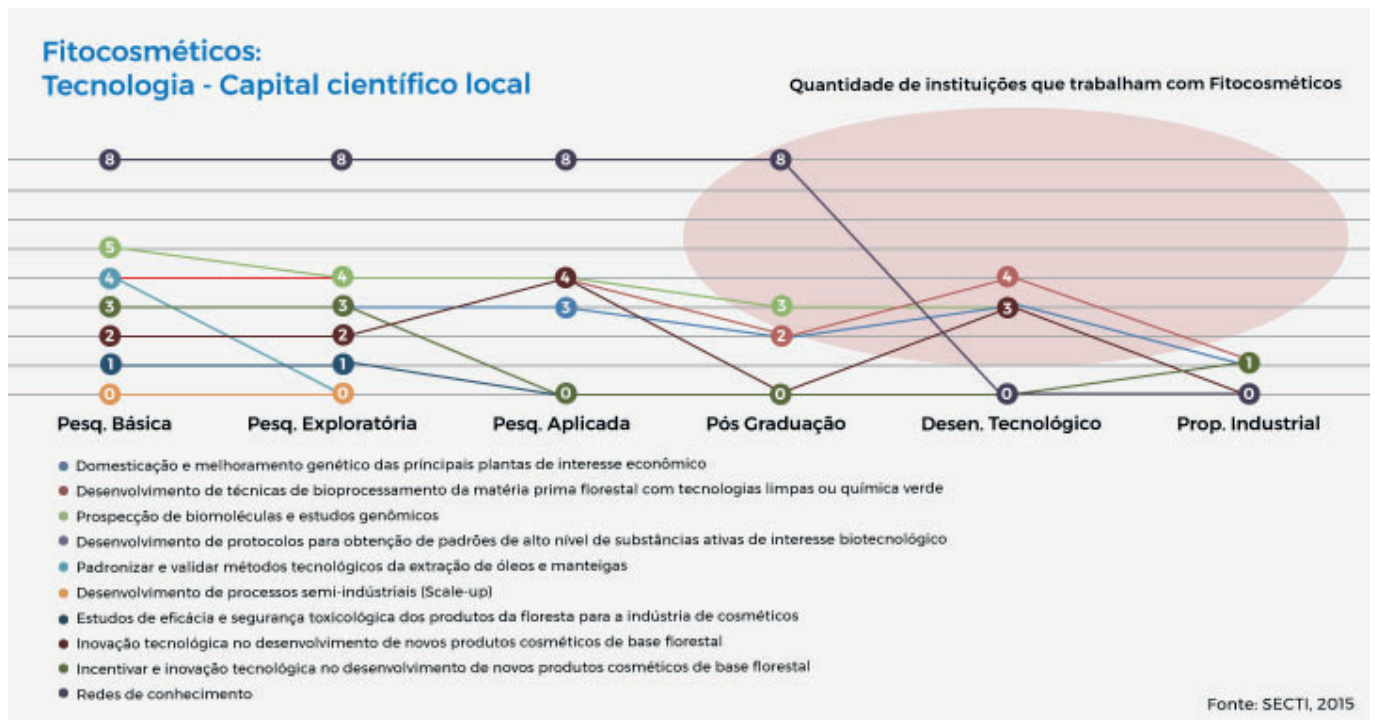 Fitocosméticos:
Tecnologia - Capital científico local
Quantidade de instituições que trabalham com Fitocosméticos
8 8 8 8
5
4 4 4 4
3 3 3 3 3
2 2 2
1 1 1
0 0 0 0 0 0
Pesq. Básica Pesq. Exploratória Pesq. Aplicada Pós Graduação Desen. Tecnológico Prop. Industrial
Domesticação e melhoramento genético das principais plantas de interesse econômico
Desenvolvimento de técnicas de bioprocessamento da matéria prima florestal com tecnologias limpas ou química verde
Prospecção de biomoléculas e estudos genômicos
Desenvolvimento de protocolos para obtenção de padrões de alto nível de substâncias ativas de interesse biotecnológico
Padronizar e validar métodos tecnológicos da extração de óleos e manteigas
Desenvolvimento de processos semi-indústriais (Scale-up)
Estudos de eficácia e segurança toxicológica dos produtos da floresta para a indústria de cosméticos
Inovação tecnológica no desenvolvimento de novos produtos cosméticos de base florestal
Incentivar e inovação tecnológica no desenvolvimento de novos produtos cosméticos de base florestal
Redes de conhecimento
Fonte: SECTI, 2015